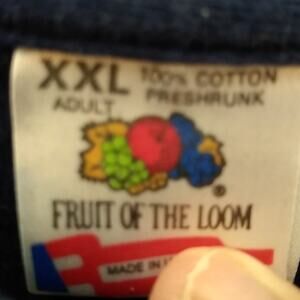 XXL 100% COTTON
ADULT PRESHRUNK
®
FRUIT OF THE LOOM
MADE IN